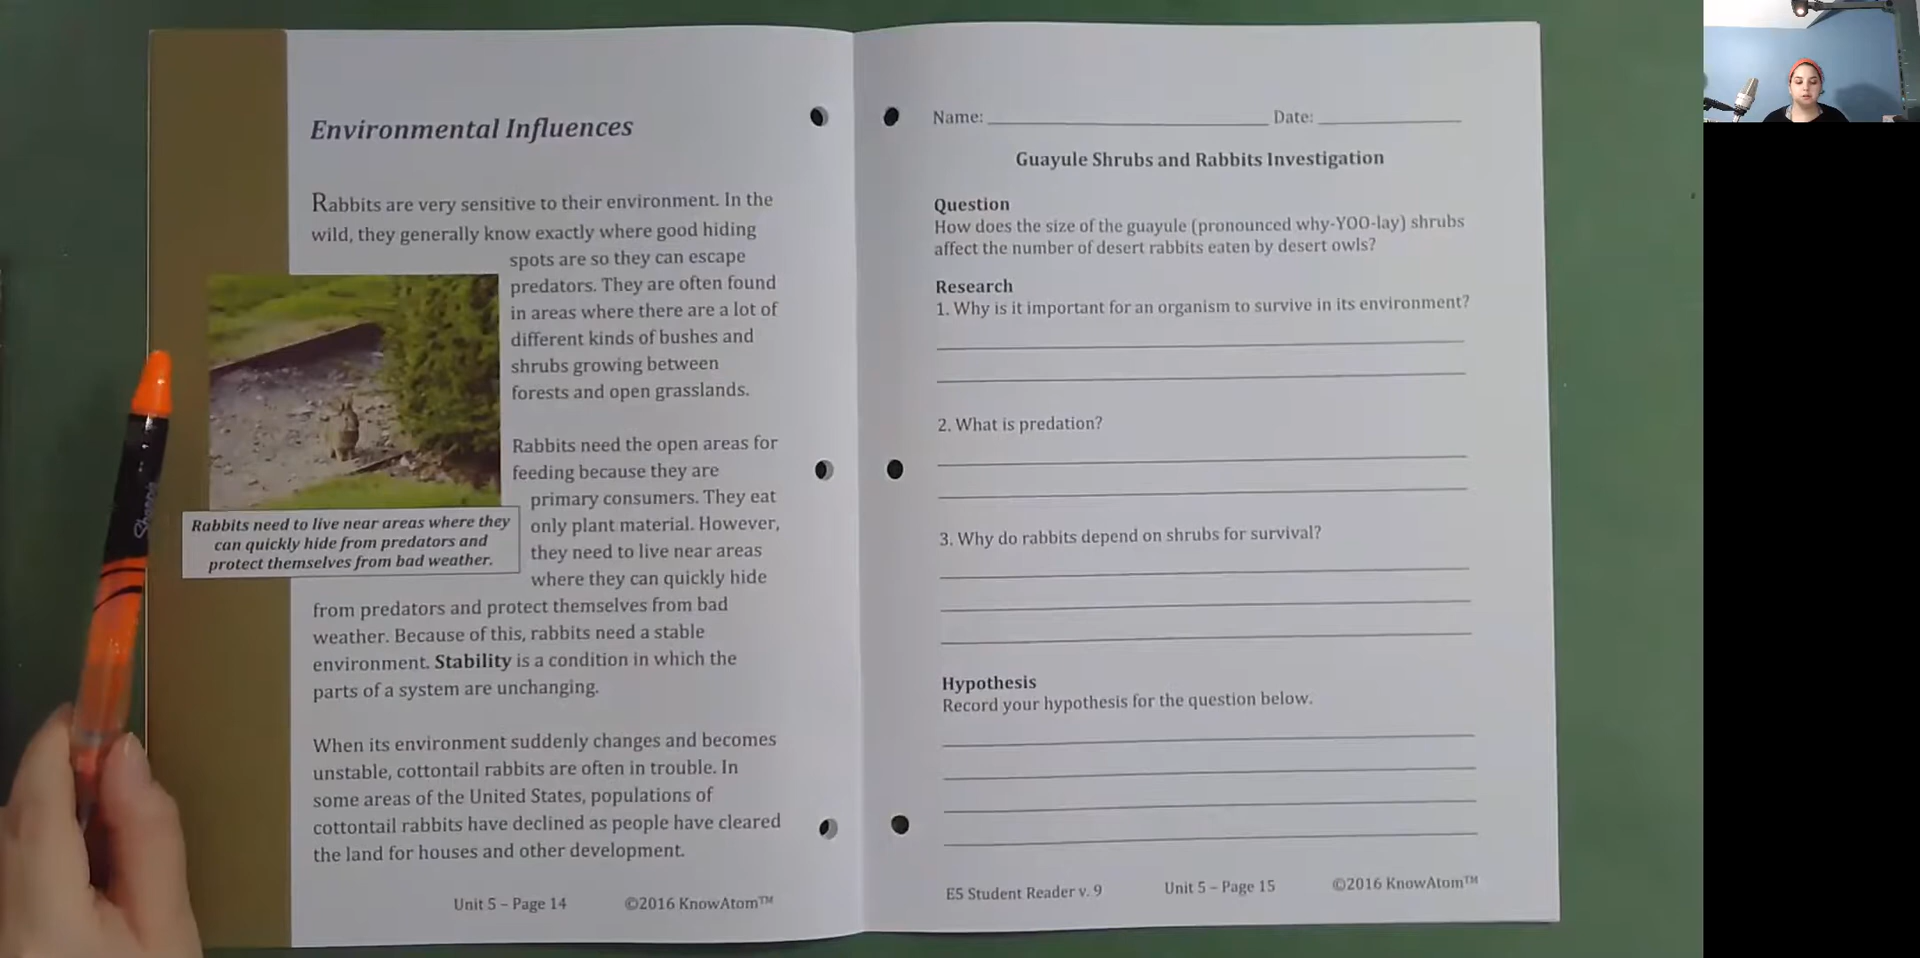 Environmental Influences
Rabbits are very sensitive to their environment. In the
wild, they generally know exactly where good hiding
spots are so they can escape
predators. They are often found
in areas where there are a lot of
different kinds of bushes and
shrubs growing between
forests and open grasslands.
Rabbits need the open areas for
feeding because they are
primary consumers. They eat
only plant material. However,
they need to live near areas
where they can quickly hide
from predators and protect themselves from bad
weather. Because of this, rabbits need a stable
environment. Stability is a condition in which the
parts of a system are unchanging.
Rabbits need to live near areas where they
can quickly hide from predators and
protect themselves from bad weather.
When its environment suddenly changes and becomes
unstable, cottontail rabbits are often in trouble. In
some areas of the United States, populations of
cottontail rabbits have declined as people have cleared
the land for houses and other development.
Unit 5 – Page 14 ©2016 KnowAtom™
Name: Date:
Guayule Shrubs and Rabbits Investigation
Question
How does the size of the guayule (pronounced why-YOO-lay) shrubs
affect the number of desert rabbits eaten by desert owls?
Research
1. Why is it important for an organism to survive in its environment?
2. What is predation?
3. Why do rabbits depend on shrubs for survival?
Hypothesis
Record your hypothesis for the question below.
E5 Student Reader v. 9 Unit 5 – Page 15 ©2016 KnowAtom™
Sharpie